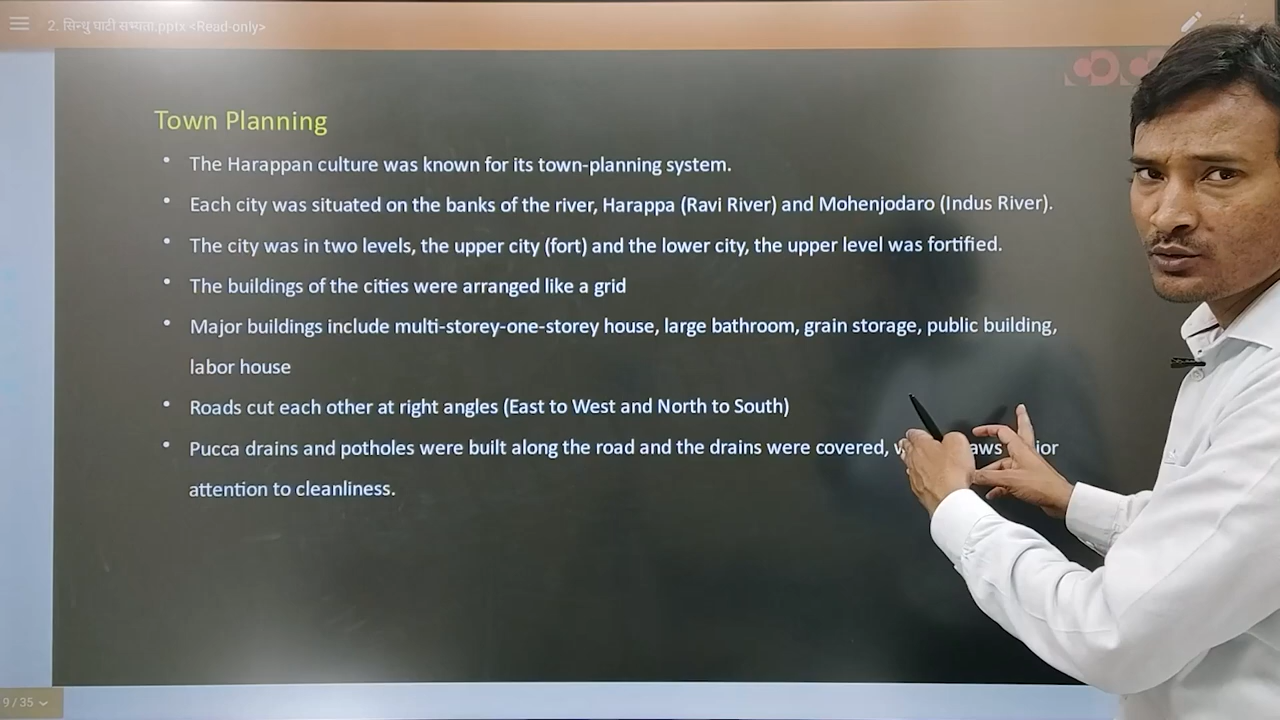 2. सिन्धु घाटी सभ्यता.pptx <Read-only>
Town Planning
• The Harappan culture was known for its town-planning system.
• Each city was situated on the banks of the river, Harappa (Ravi River) and Mohenjodaro (Indus River).
• The city was in two levels, the upper city (fort) and the lower city, the upper level was fortified.
• The buildings of the cities were arranged like a grid
• Major buildings include multi-storey-one-storey house, large bathroom, grain storage, public building,
labor house
• Roads cut each other at right angles (East to West and North to South)
• Pucca drains and potholes were built along the road and the drains were covered,
attention to cleanliness.
9 / 35